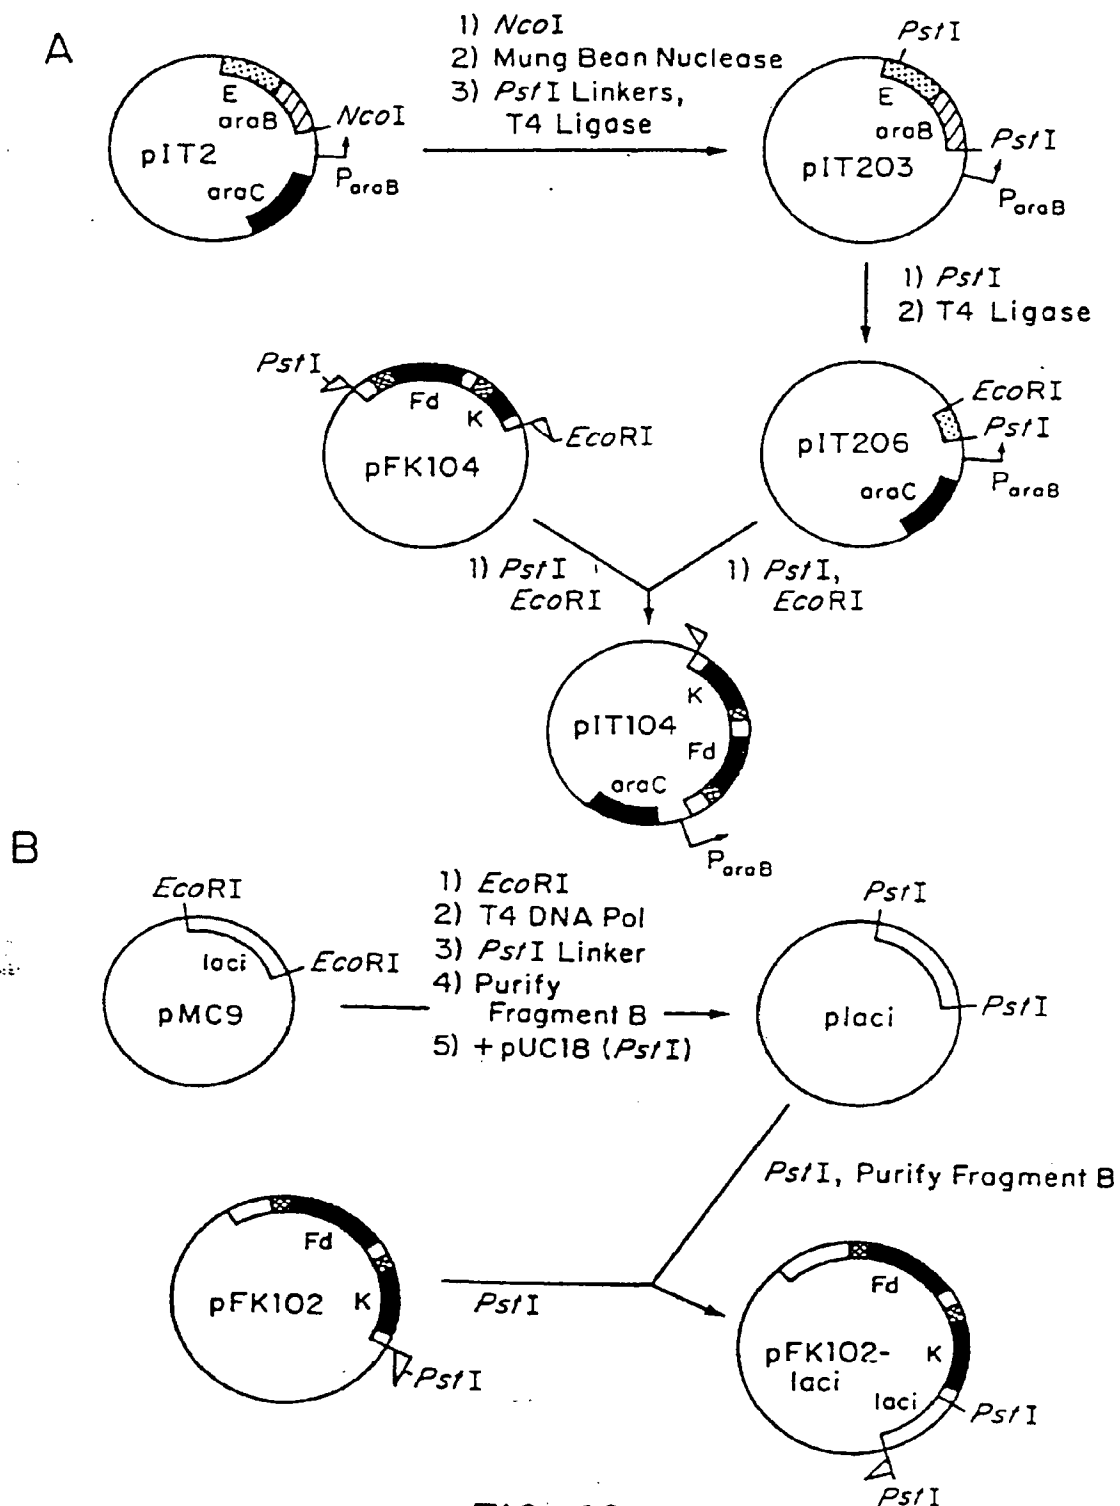 A
1) NcoI
2) Mung Bean Nuclease
3) PstI Linkers,
T4 Ligase
E
araB
NcoI
pIT2
araC
ParaB
PstI
E
araB
PstI
pIT203
ParaB
1) PstI
2) T4 Ligase
PstI
Fd
K
EcoRI
pFK104
EcoRI
PstI
pIT206
araC
ParaB
1) PstI
EcoRI
1) PstI,
EcoRI
K
pIT104
Fd
araC
ParaB
B
EcoRI
laci
EcoRI
pMC9
1) EcoRI
2) T4 DNA Pol
3) PstI Linker
4) Purify
Fragment B
5) + pUC18 (PstI)
PstI
PstI
placi
PstI, Purify Fragment B
Fd
pFK102
K
PstI
PstI
Fd
pFK102-
laci
K
laci
PstI
PstI